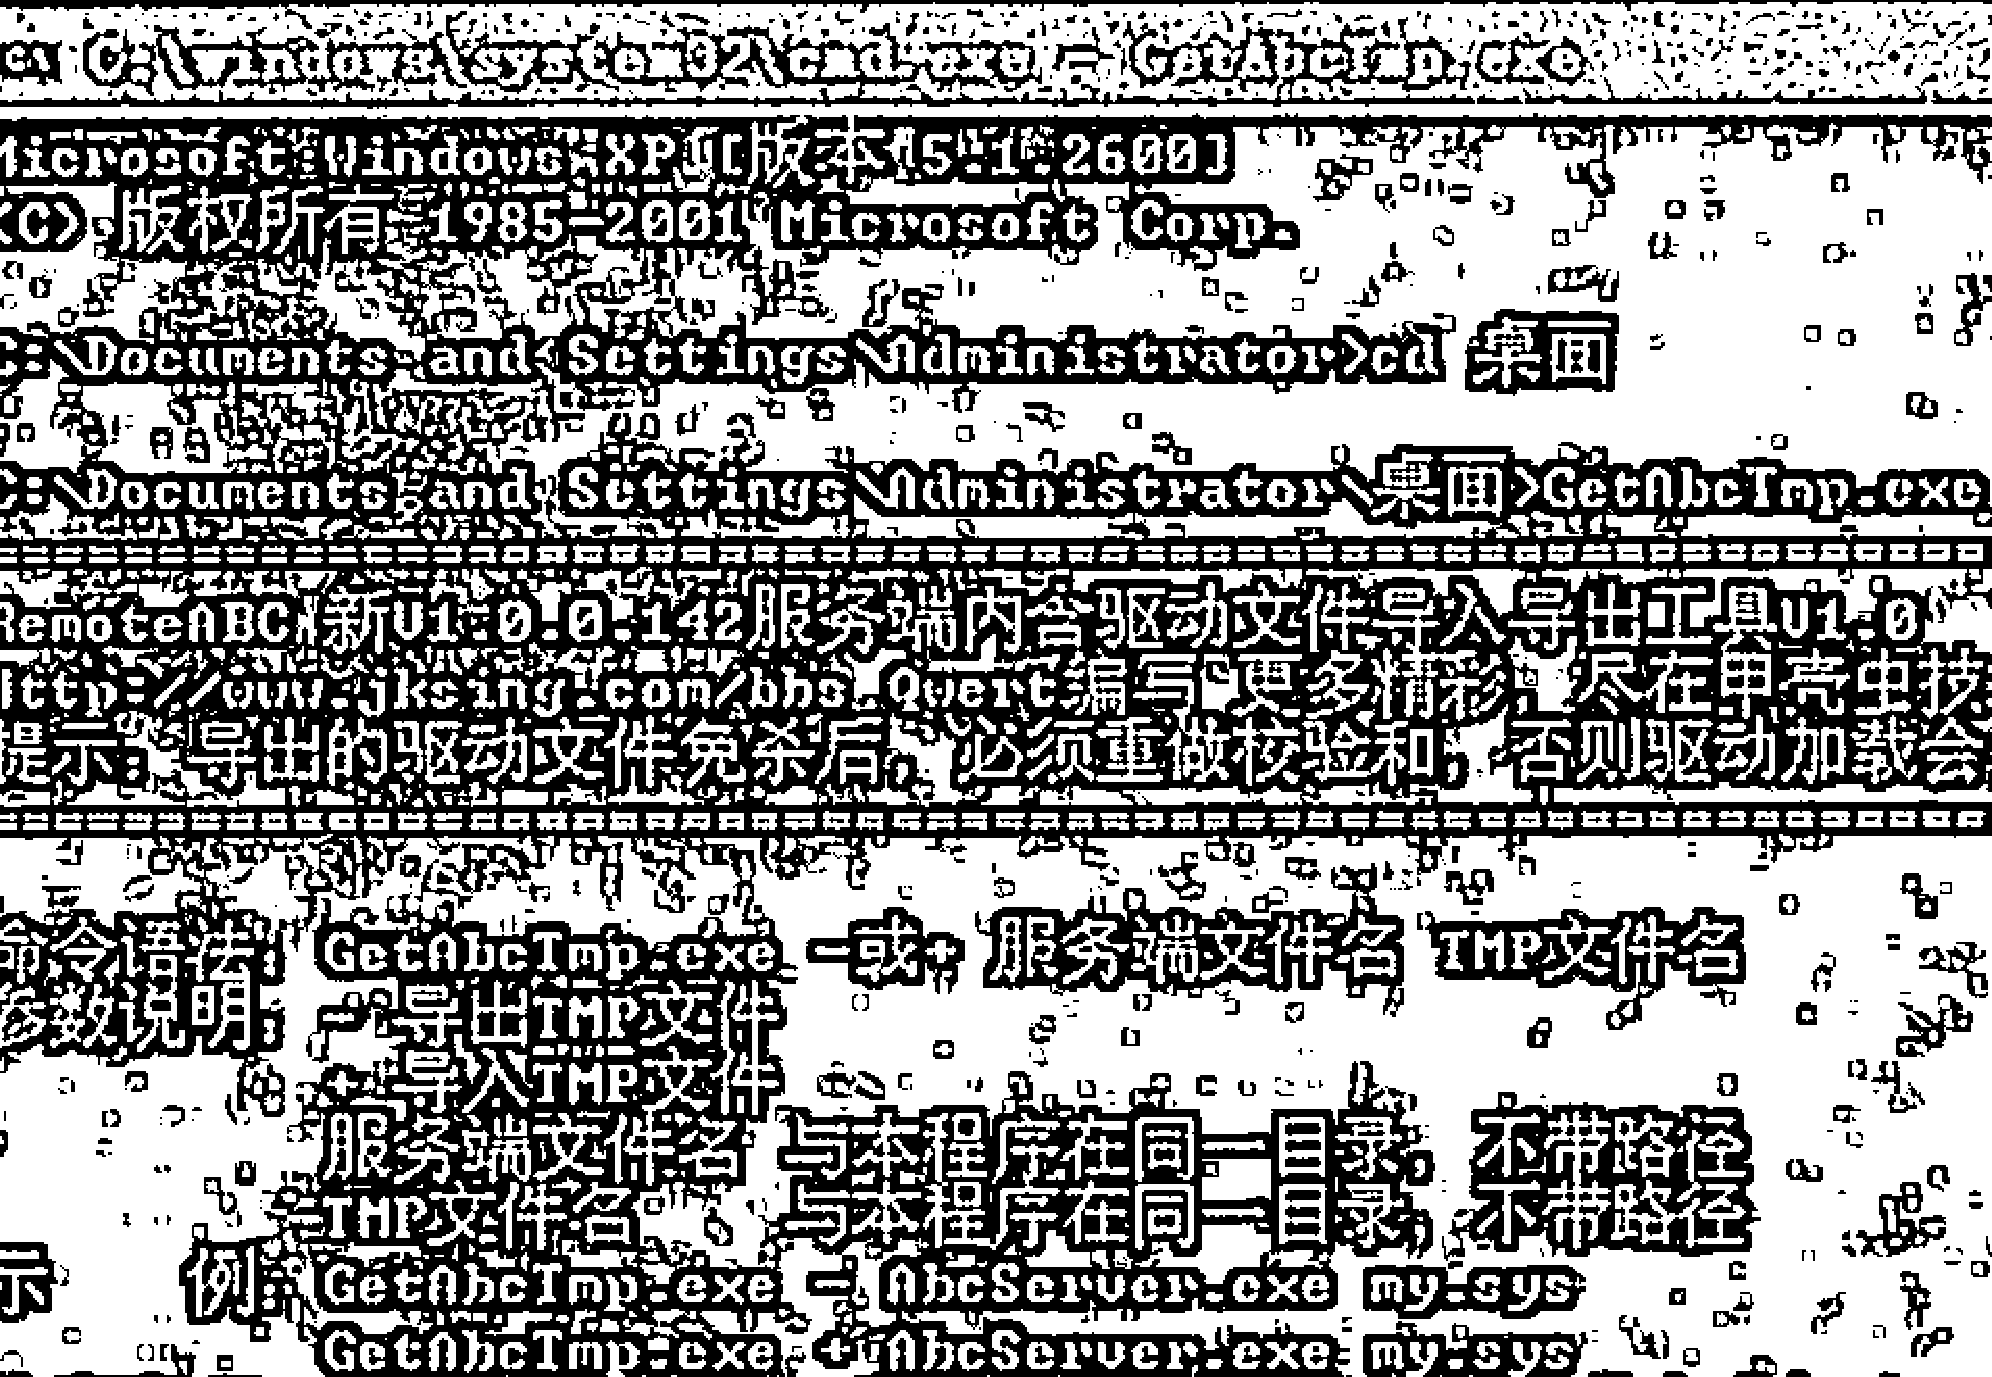 C:\windows\system32\cmd.exe - GetAbcImp.exe
Microsoft Windows XP [版本 5.1.2600]
(C) 版权所有 1985-2001 Microsoft Corp.
C:\Documents and Settings\Administrator>cd 桌面
C:\Documents and Settings\Administrator\桌面>GetAbcImp.exe
=========================================================
RemoteABC 新V1.0.0.142服务端内含驱动文件导入导出工具V1.0
http://www.jksing.com/bbs Qvert编写 更多精彩, 尽在甲壳虫技
提示: 导出的驱动文件免杀后, 必须重做校验和, 否则驱动加载会
=========================================================
命令语法: GetAbcImp.exe -或+ 服务端文件名 TMP文件名
参数说明: - 导出TMP文件
+ 导入TMP文件
服务端文件名 与本程序在同一目录, 不带路径
TMP文件名 与本程序在同一目录, 不带路径
示 例: GetAbcImp.exe - AbcServer.exe my.sys
GetAbcImp.exe + AbcServer.exe my.sys